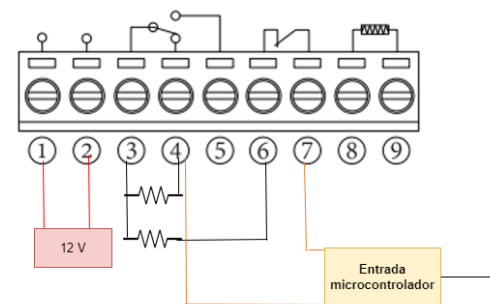 ① ② ③ ④ ⑤ ⑥ ⑦ ⑧ ⑨
12 V
Entrada
microcontrolador